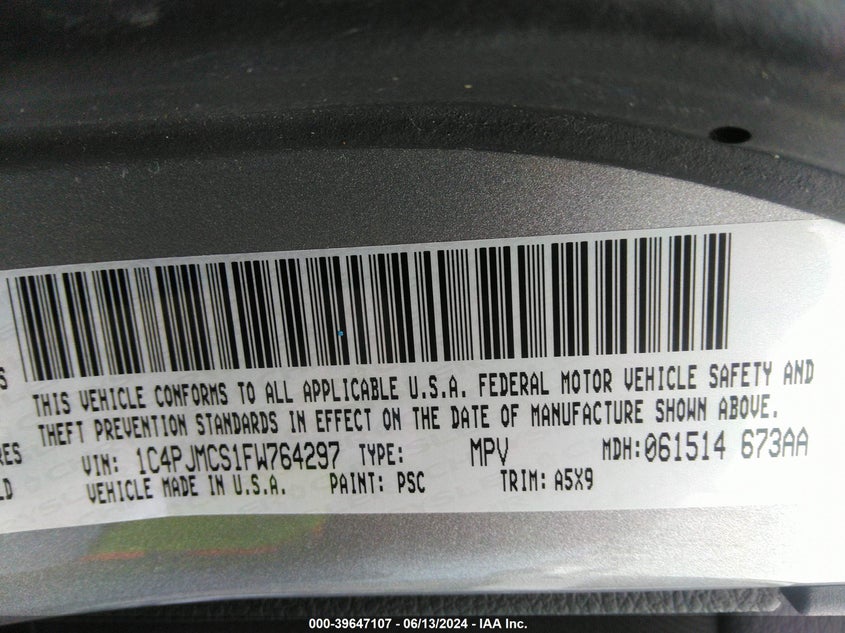 S
THIS VEHICLE CONFORMS TO ALL APPLICABLE U.S.A. FEDERAL MOTOR VEHICLE SAFETY AND
THEFT PREVENTION STANDARDS IN EFFECT ON THE DATE OF MANUFACTURE SHOWN ABOVE.
RES
VIN: 1C4PJMCS1FW764297 TYPE: MPV MDH:061514 673AA
LD
VEHICLE MADE IN U.S.A. PAINT: PSC TRIM: A5X9
000-39647107 - 06/13/2024 - IAA Inc.